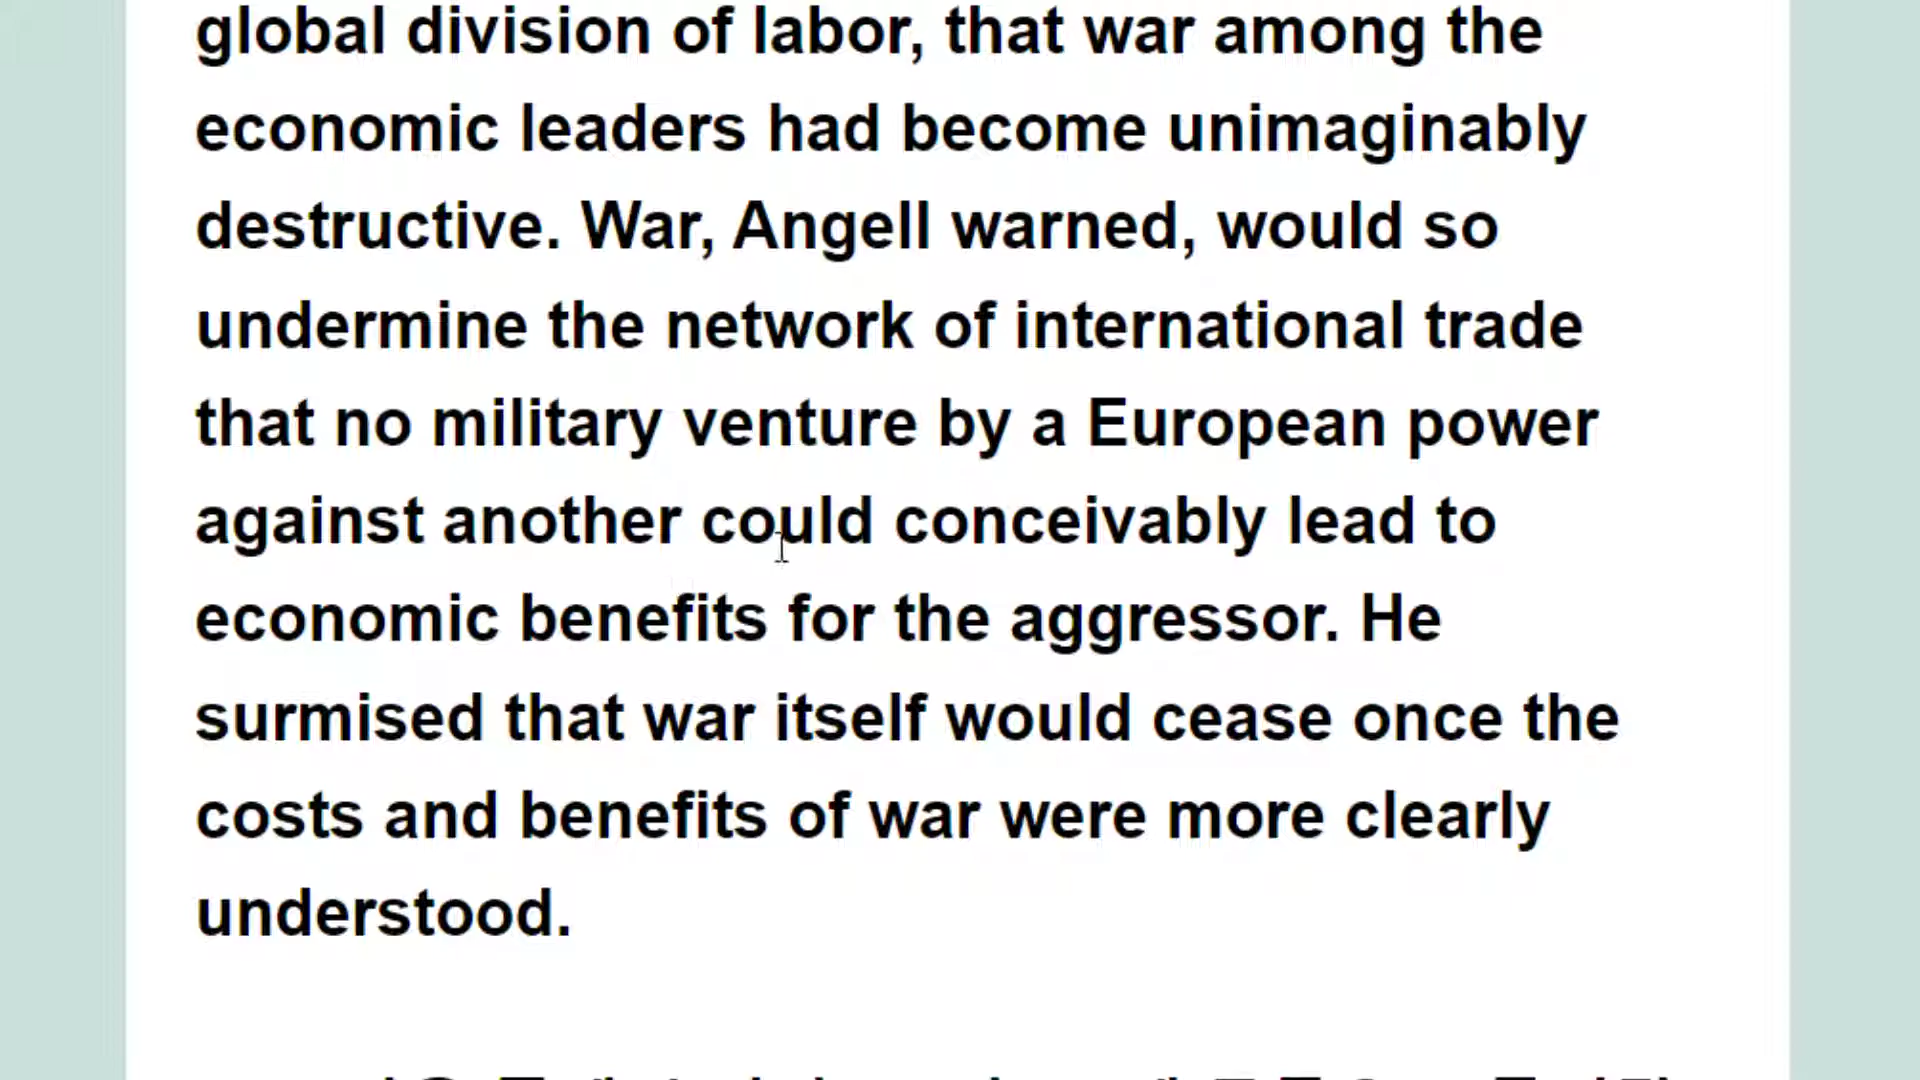 global division of labor, that war among the
economic leaders had become unimaginably
destructive. War, Angell warned, would so
undermine the network of international trade
that no military venture by a European power
against another could conceivably lead to
economic benefits for the aggressor. He
surmised that war itself would cease once the
costs and benefits of war were more clearly
understood.